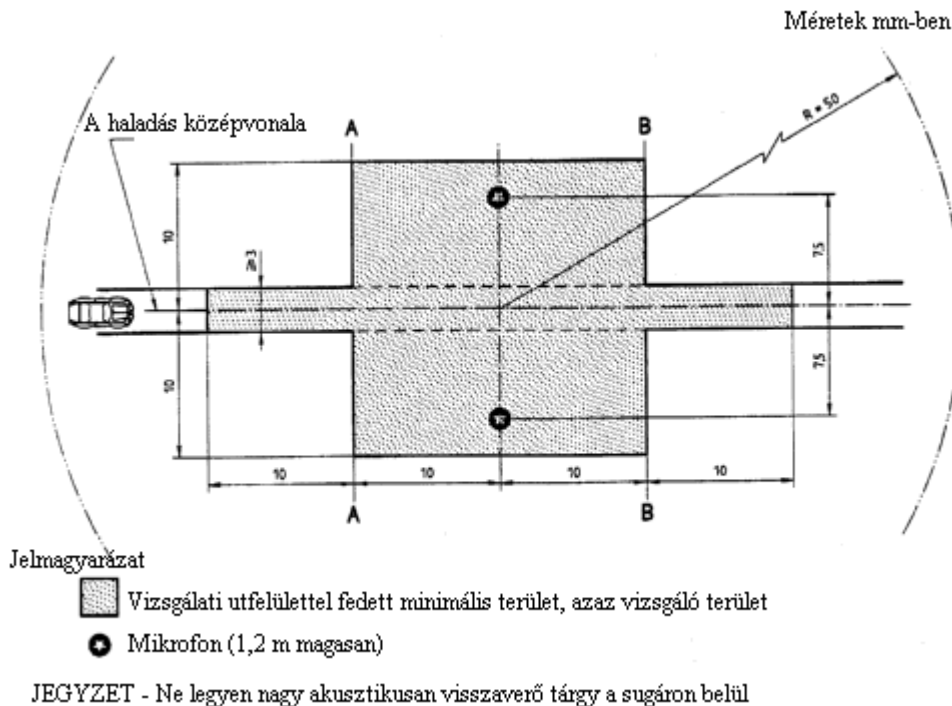 Méretek mm-ben
A haladás középvonala
A
B
R = 50
10
7,5
≥ 3
10
7,5
10
10
10
10
A
B
Jelmagyarázat
Vizsgálati utfelülettel fedett minimális terület, azaz vizsgáló terület
Mikrofon (1,2 m magasan)
JEGYZET - Ne legyen nagy akusztikusan visszaverő tárgy a sugáron belül